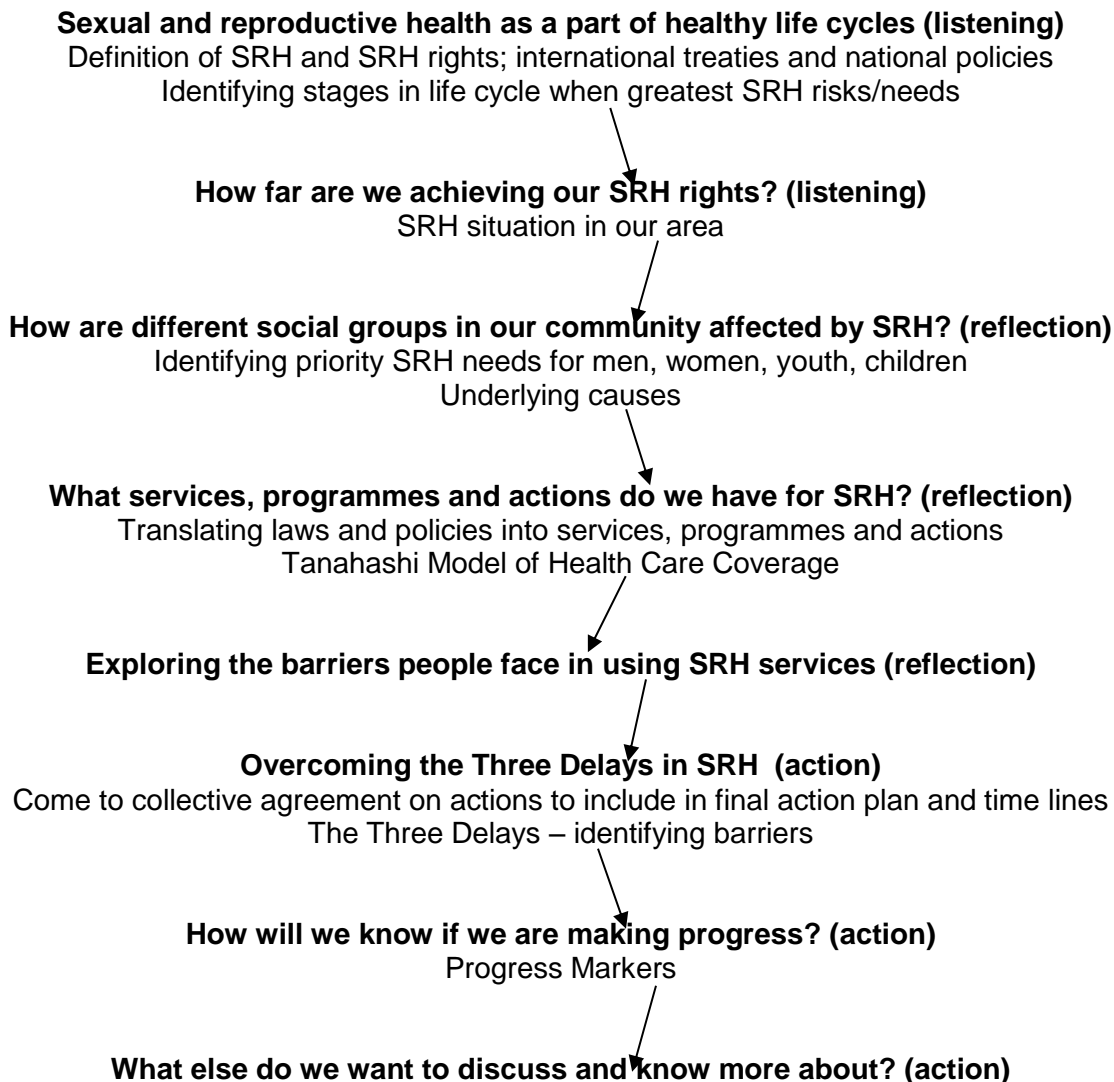 Sexual and reproductive health as a part of healthy life cycles (listening)
Definition of SRH and SRH rights; international treaties and national policies
Identifying stages in life cycle when greatest SRH risks/needs
How far are we achieving our SRH rights? (listening)
SRH situation in our area
How are different social groups in our community affected by SRH? (reflection)
Identifying priority SRH needs for men, women, youth, children
Underlying causes
What services, programmes and actions do we have for SRH? (reflection)
Translating laws and policies into services, programmes and actions
Tanahashi Model of Health Care Coverage
Exploring the barriers people face in using SRH services (reflection)
Overcoming the Three Delays in SRH  (action)
Come to collective agreement on actions to include in final action plan and time lines
The Three Delays – identifying barriers
How will we know if we are making progress? (action)
Progress Markers
What else do we want to discuss and know more about? (action)